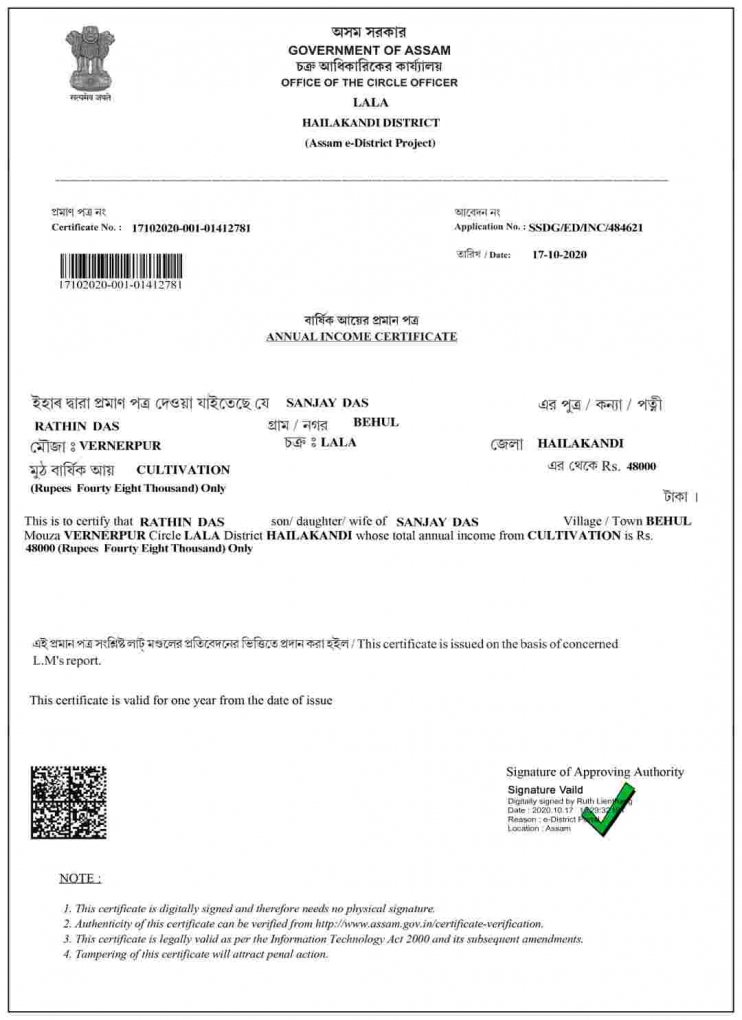 অসম সৰকাৰ
GOVERNMENT OF ASSAM
চক্ৰ আধিকাৰিকের কার্য্যালয়
OFFICE OF THE CIRCLE OFFICER
LALA
HAILAKANDI DISTRICT
(Assam e-District Project)
सत्यमेव जयते
প্রমাণ পত্র নং
Certificate No. : 17102020-001-01412781
আবেদন নং
Application No. : SSDG/ED/INC/484621
তারিখ / Date: 17-10-2020
17102020-001-01412781
বার্ষিক আয়ের প্রমান পত্র
ANNUAL INCOME CERTIFICATE
ইহাৰ দ্বারা প্রমাণ পত্র দেওয়া যাইতেছে যে SANJAY DAS এর পুত্র / কন্যা / পত্নী
RATHIN DAS গ্রাম / নগর BEHUL
মৌজা ঃ VERNERPUR চক্র ঃ LALA জেলা HAILAKANDI
মুঠ বার্ষিক আয় CULTIVATION এর থেকে Rs. 48000
(Rupees Fourty Eight Thousand) Only
টাকা ।
This is to certify that RATHIN DAS son/ daughter/ wife of SANJAY DAS Village / Town BEHUL
Mouza VERNERPUR Circle LALA District HAILAKANDI whose total annual income from CULTIVATION is Rs.
48000 (Rupees Fourty Eight Thousand) Only
এই প্রমান পত্র সংশ্লিষ্ট লাট্ মণ্ডলের প্রতিবেদনের ভিত্তিতে প্রদান করা হইল / This certificate is issued on the basis of concerned
L.M's report.
This certificate is valid for one year from the date of issue
Signature of Approving Authority
Signature Vaild
Digitally signed by Ruth
Date : 2020.10.17
Reason : e-District
Location : Assam
NOTE :
1. This certificate is digitally signed and therefore needs no physical signature.
2. Authenticity of this certificate can be verified from http://www.assam.gov.in/certificate-verification.
3. This certificate is legally valid as per the Information Technology Act 2000 and its subsequent amendments.
4. Tampering of this certificate will attract penal action.